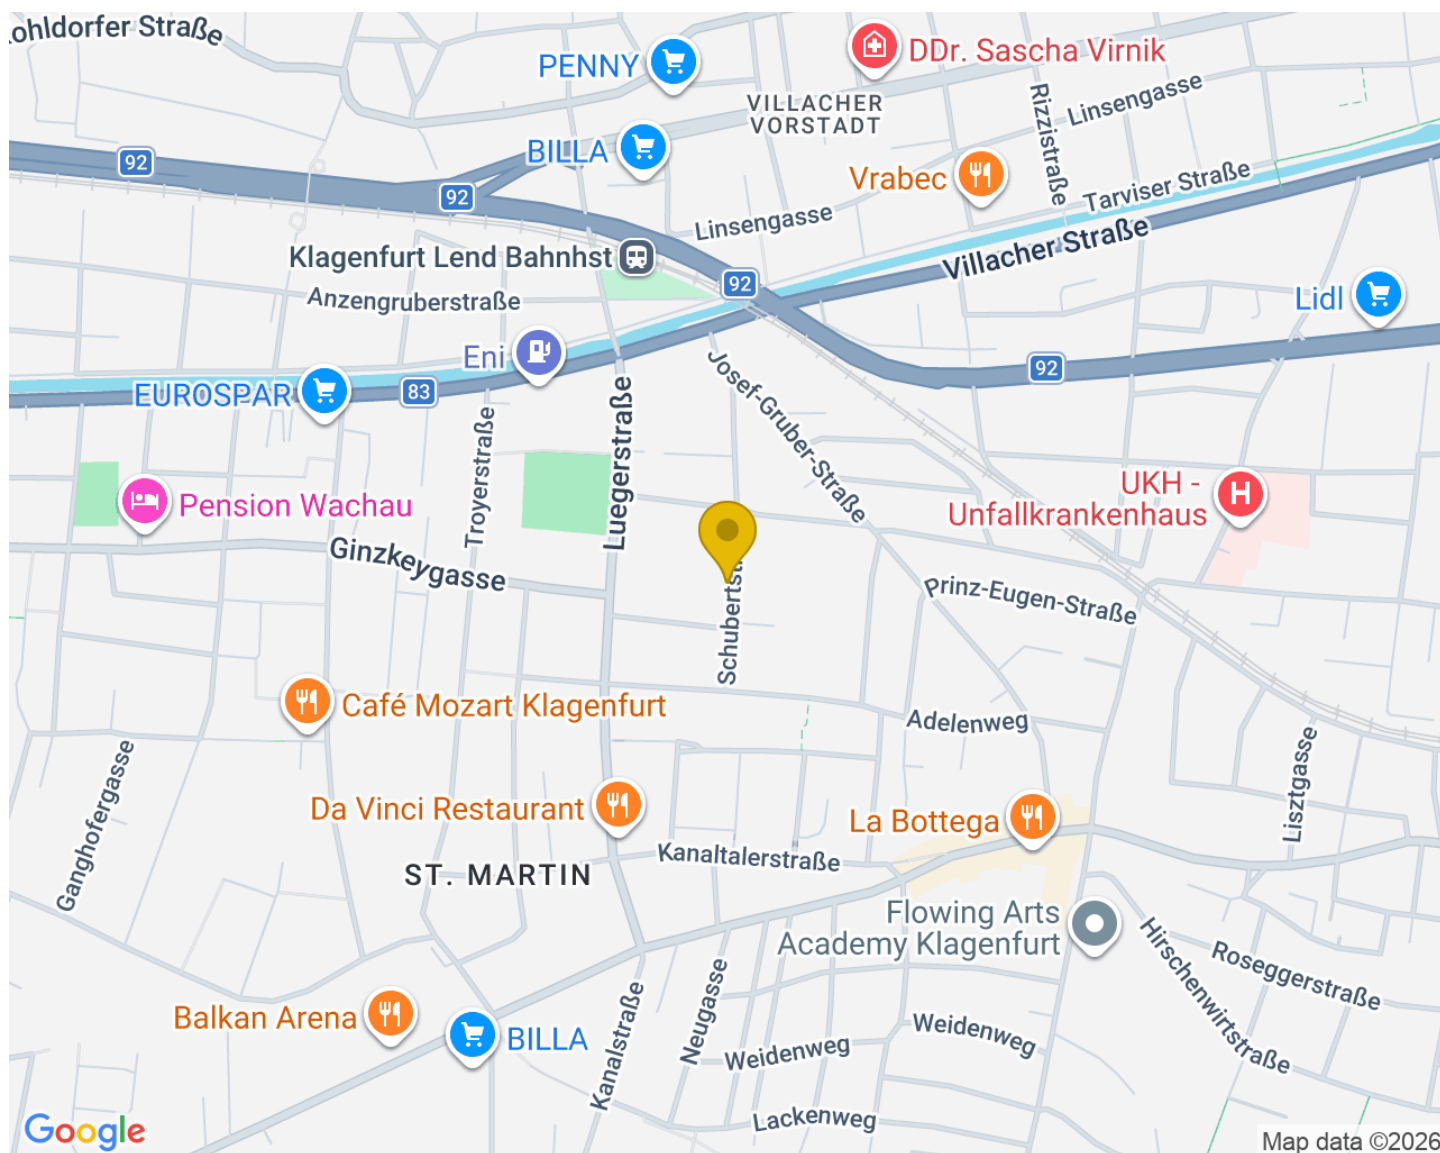 ohldorfer Straße
PENNY
DDr. Sascha Virnik
VILLACHER
VORSTADT
Rizzistraße
Linsengasse
BILLA
92
92
Vrabec
Tarviser Straße
Linsengasse
Villacher Straße
Klagenfurt Lend Bahnhst
92
Anzengruberstraße
Lidl
Eni
Josef-Gruber-Straße
92
EUROSPAR
83
Luegerstraße
Troyerstraße
UKH -
Unfallkrankenhaus
Pension Wachau
Ginzkeygasse
Prinz-Eugen-Straße
Schubertst
Café Mozart Klagenfurt
Adelenweg
Ganghofergasse
Lisztgasse
Da Vinci Restaurant
La Bottega
Kanaltalerstraße
ST. MARTIN
Flowing Arts
Academy Klagenfurt
Hirschenwirtstraße
Roseggerstraße
Neugasse
Kanalstraße
Balkan Arena
BILLA
Weidenweg
Weidenweg
Lackenweg
Google
Map data ©2026